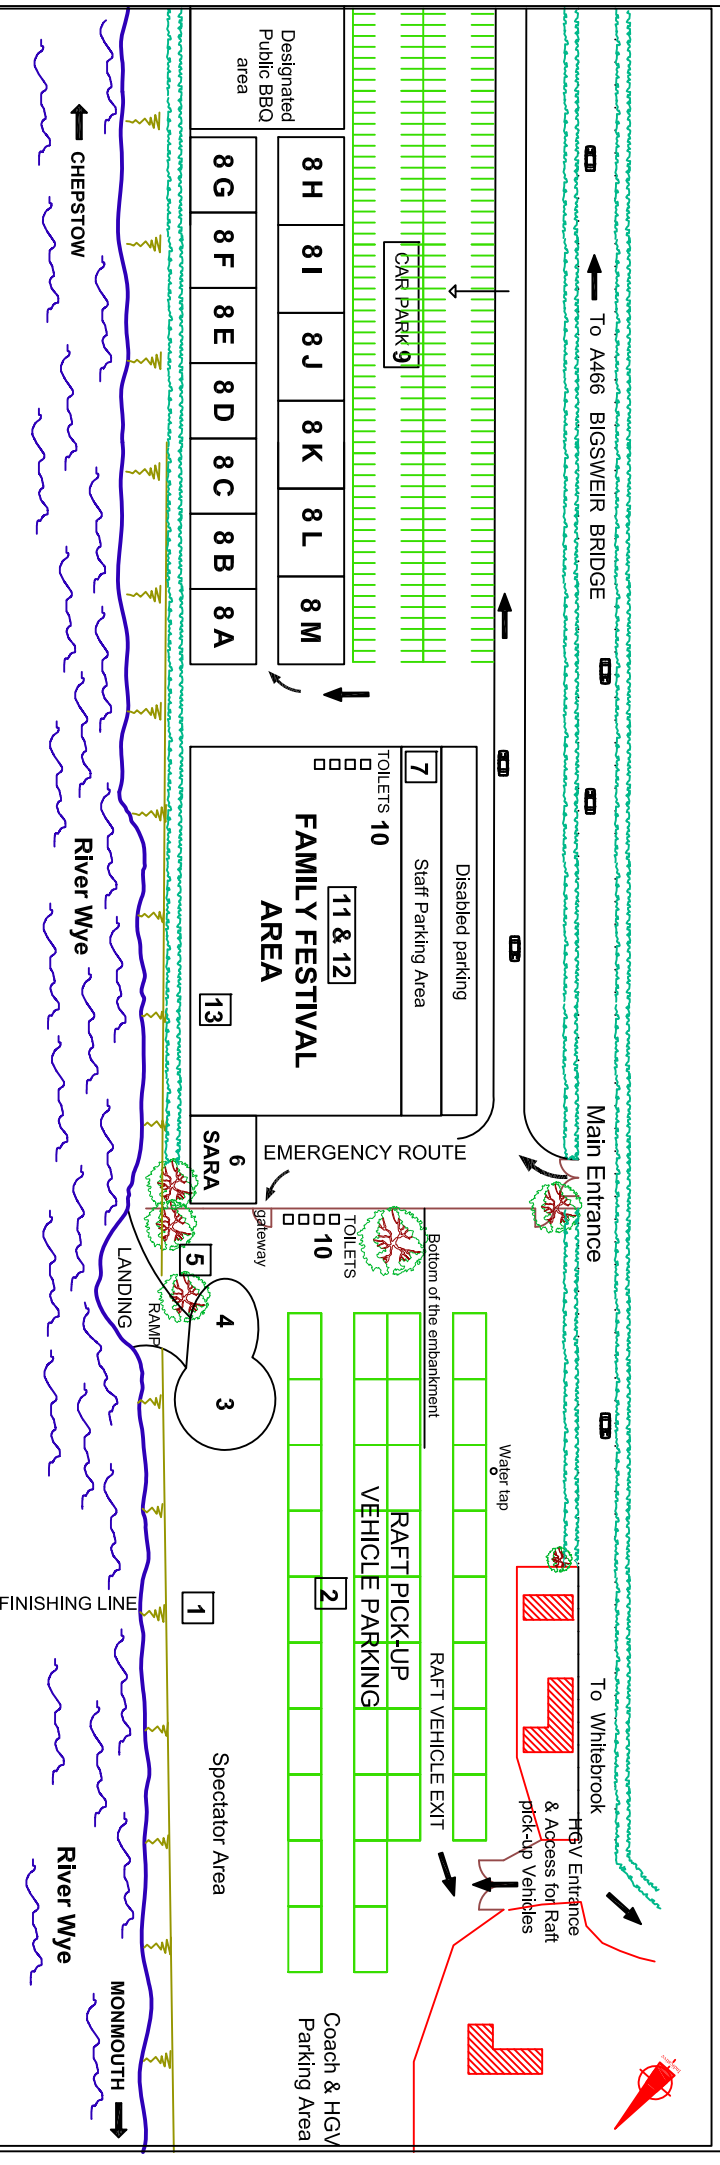 To A466 BIGSWEIR BRIDGE
Main Entrance
To Whitebrook
HGV Entrance
& Access for Raft
pick-up Vehicles
CAR PARK 9
Designated
Public BBQ
area
8 H
8 I
8 J
8 K
8 L
8 M
8 G
8 F
8 E
8 D
8 C
8 B
8 A
Disabled parking
7
Staff Parking Area
TOILETS 10
11 & 12
FAMILY FESTIVAL
AREA
13
EMERGENCY ROUTE
6
SARA
gateway
TOILETS
10
Bottom of the embankment
Water tap
RAFT VEHICLE EXIT
RAFT PICK-UP
VEHICLE PARKING
2
Coach & HGV
Parking Area
5
4
3
LANDING
RAMP
1
Spectator Area
FINISHING LINE
CHEPSTOW
River Wye
River Wye
MONMOUTH